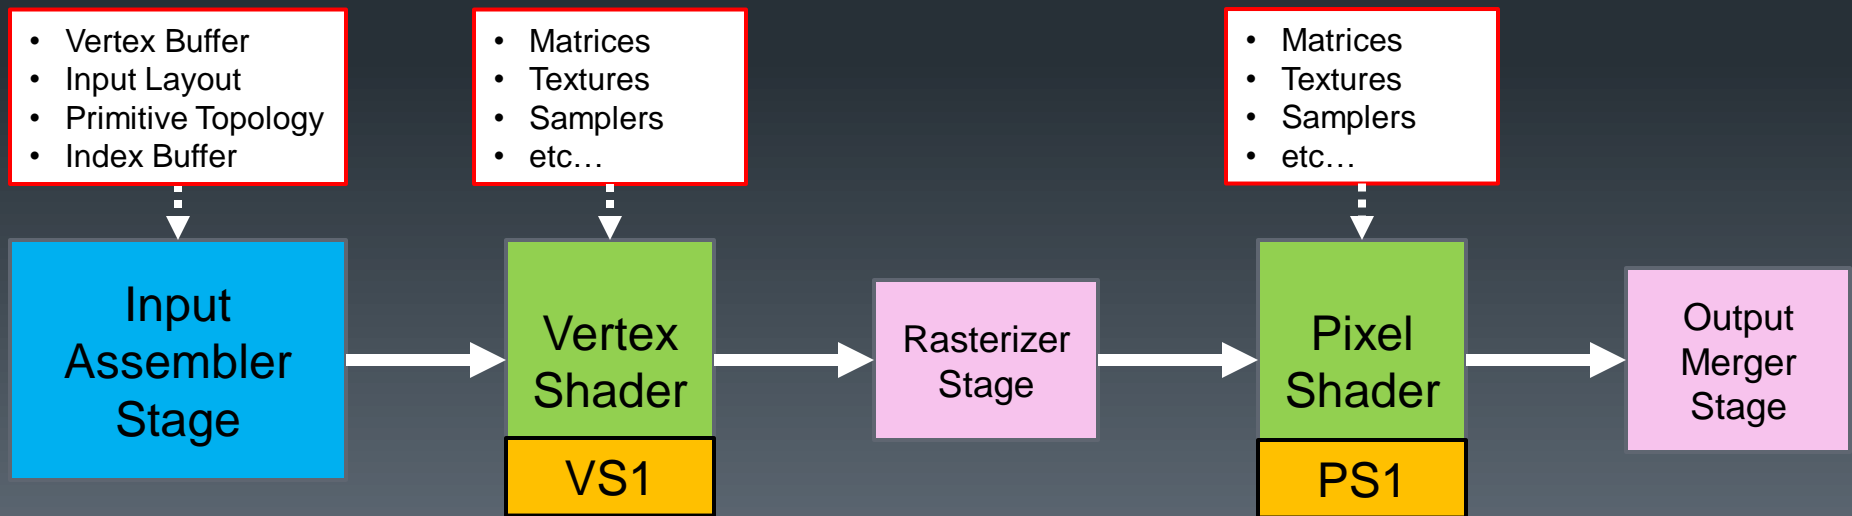 • Vertex Buffer
• Input Layout
• Primitive Topology
• Index Buffer
• Matrices
• Textures
• Samplers
• etc…
• Matrices
• Textures
• Samplers
• etc…
Input
Assembler
Stage
Vertex
Shader
VS1
Rasterizer
Stage
Pixel
Shader
PS1
Output
Merger
Stage